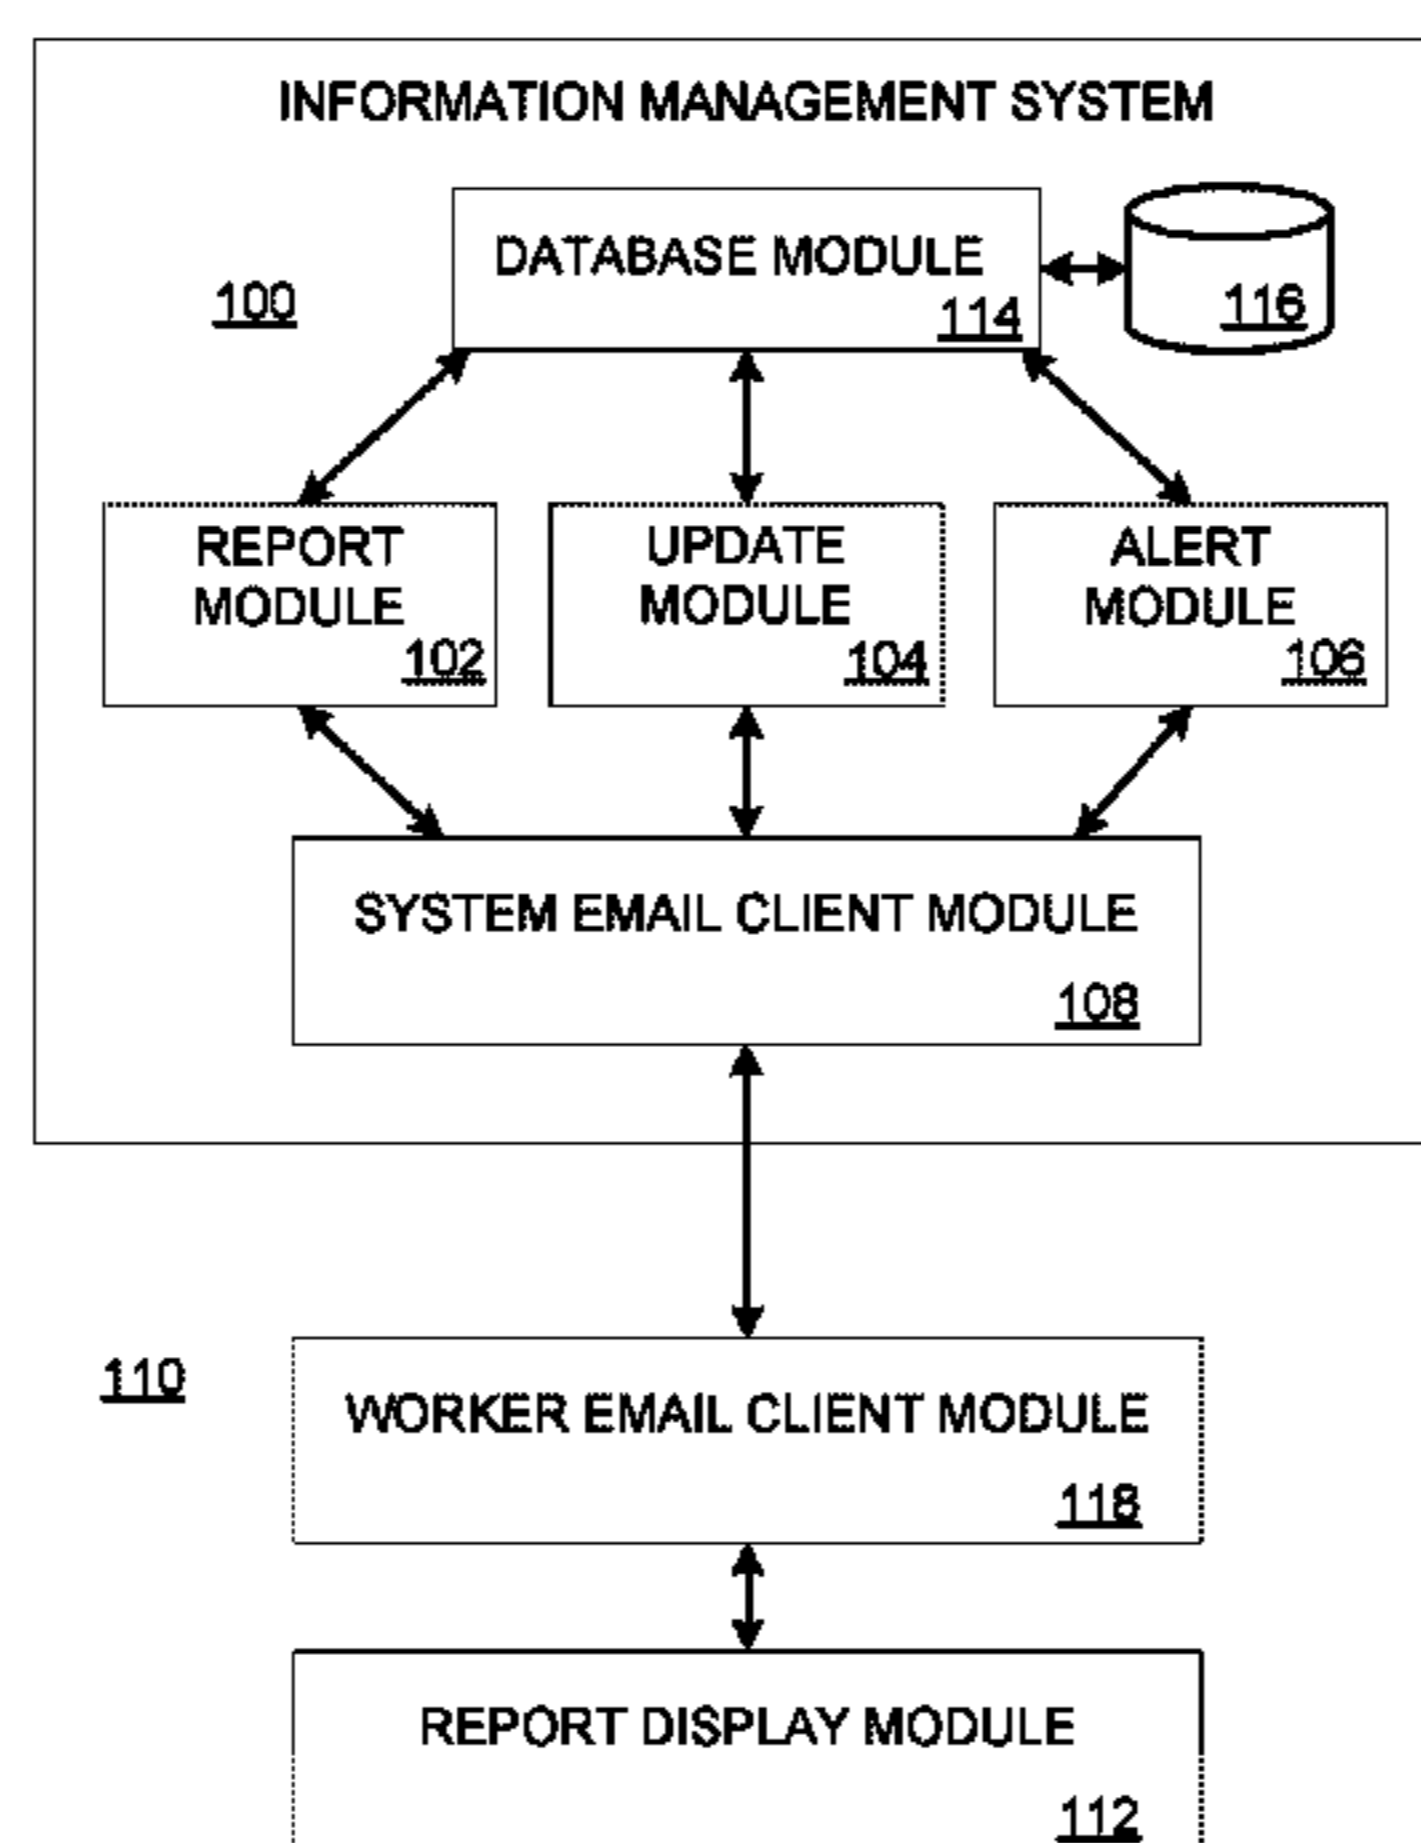 INFORMATION MANAGEMENT SYSTEM
DATABASE MODULE
114
116
100
REPORT
MODULE
102
UPDATE
MODULE
104
ALERT
MODULE
106
SYSTEM EMAIL CLIENT MODULE
108
110
WORKER EMAIL CLIENT MODULE
118
REPORT DISPLAY MODULE
112